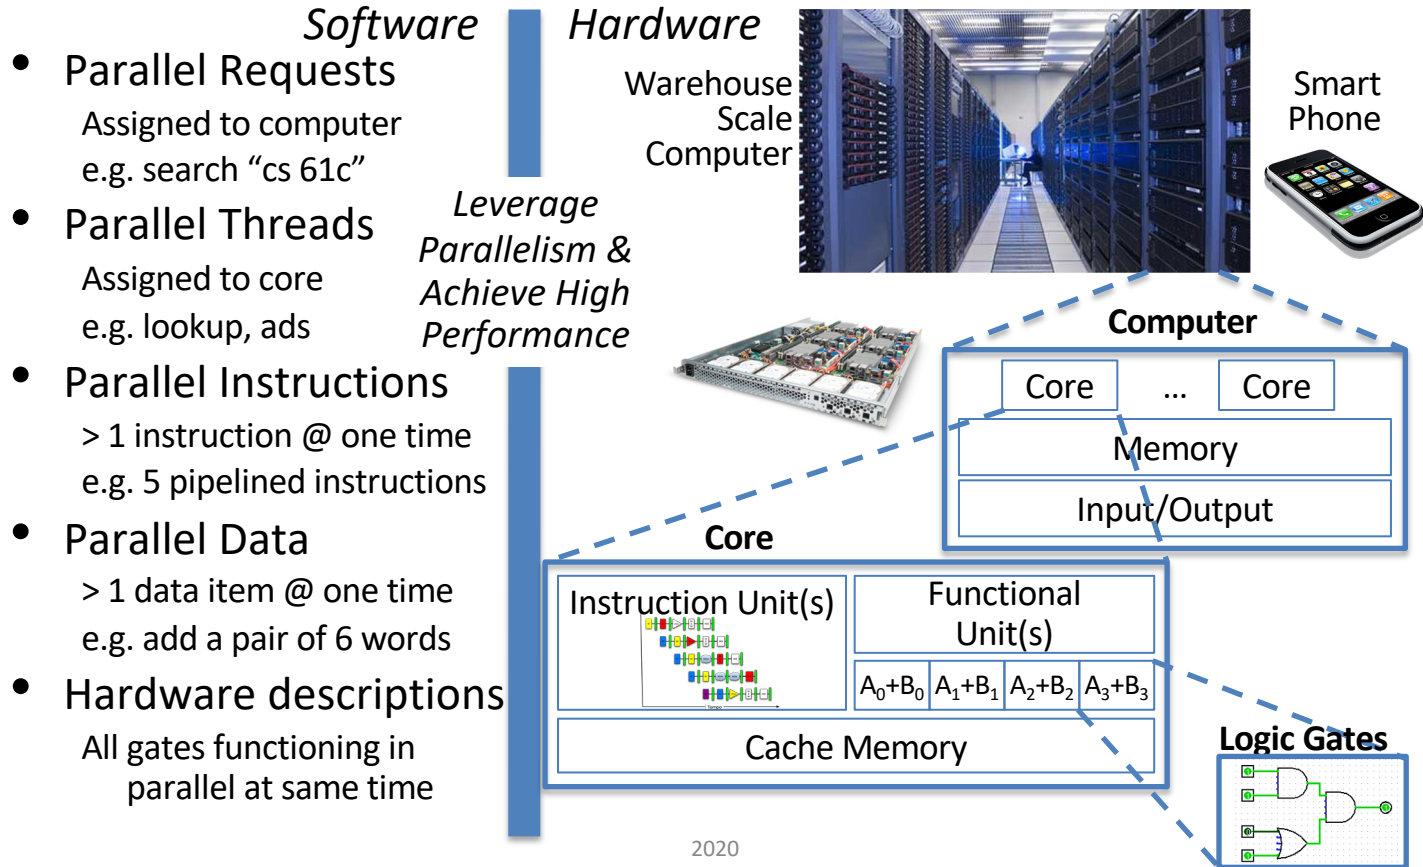 Software
Hardware
• Parallel Requests
Assigned to computer
e.g. search “cs 61c”
• Parallel Threads
Assigned to core
e.g. lookup, ads
• Parallel Instructions
> 1 instruction @ one time
e.g. 5 pipelined instructions
• Parallel Data
> 1 data item @ one time
e.g. add a pair of 6 words
• Hardware descriptions
All gates functioning in
parallel at same time
Leverage
Parallelism &
Achieve High
Performance
Warehouse
Scale
Computer
Smart
Phone
Computer
Core
…
Core
Memory
Input/Output
Core
Instruction Unit(s)
Functional
Unit(s)
A₀+B₀
A₁+B₁
A₂+B₂
A₃+B₃
Cache Memory
Logic Gates
2020